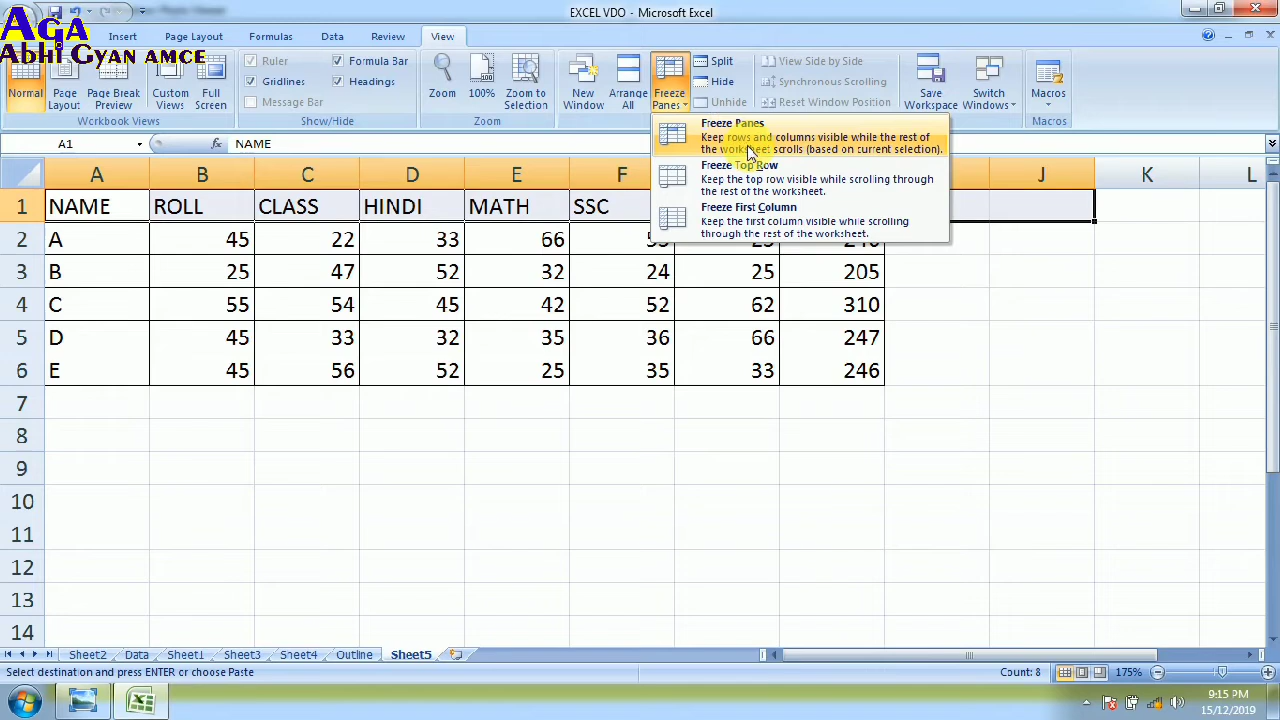 EXCEL VDO - Microsoft Excel
AGA
Abhi Gyan AMCE
Insert Page Layout Formulas Data Review View
Normal
Page Layout
Page Break Preview
Custom Views
Full Screen
Workbook Views
Ruler
Gridlines
Message Bar
Formula Bar
Headings
Show/Hide
Zoom
100%
Zoom to Selection
Zoom
New Window
Arrange All
Freeze Panes
Split
Hide
Unhide
View Side by Side
Synchronous Scrolling
Reset Window Position
Save Workspace
Switch Windows
Macros
Macros
Freeze Panes
Keep rows and columns visible while the rest of
the worksheet scrolls (based on current selection).
Freeze Top Row
Keep the top row visible while scrolling through
the rest of the worksheet.
Freeze First Column
Keep the first column visible while scrolling
through the rest of the worksheet.
A1 fx NAME
A B C D E F J K L
1 NAME ROLL CLASS HINDI MATH SSC
2 A 45 22 33 66
3 B 25 47 52 32 24 25 205
4 C 55 54 45 42 52 62 310
5 D 45 33 32 35 36 66 247
6 E 45 56 52 25 35 33 246
7
8
9
10
11
12
13
14
Sheet2 Data Sheet1 Sheet3 Sheet4 Outline Sheet5
Select destination and press ENTER or choose Paste
Count: 8
175%
9:15 PM
15/12/2019